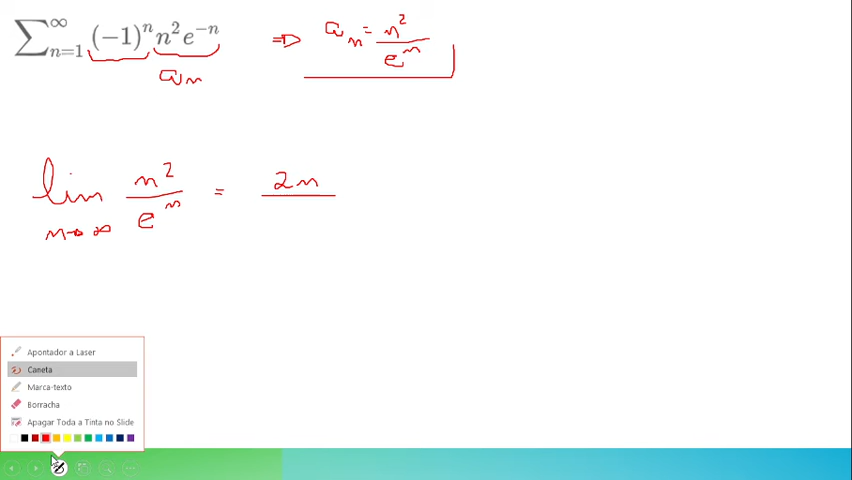 ∑_{n=1}^{∞} (-1)^n n^2 e^{-n} ⇒ a_n = n^2/e^n
a_n
lim_{n→∞} n^2/e^n = 2n
Apontador a Laser
Caneta
Marca-texto
Borracha
Apagar Toda a Tinta no Slide